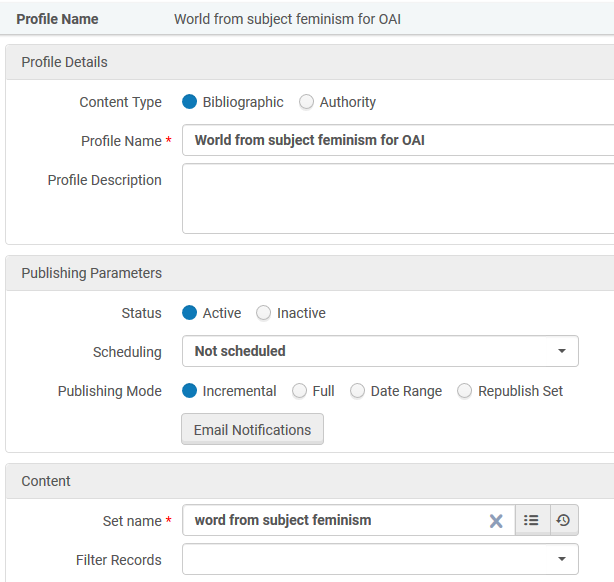 Profile Name World from subject feminism for OAI
Profile Details
Content Type Bibliographic Authority
Profile Name * World from subject feminism for OAI
Profile Description
Publishing Parameters
Status Active Inactive
Scheduling Not scheduled
Publishing Mode Incremental Full Date Range Republish Set
Email Notifications
Content
Set name * word from subject feminism
Filter Records